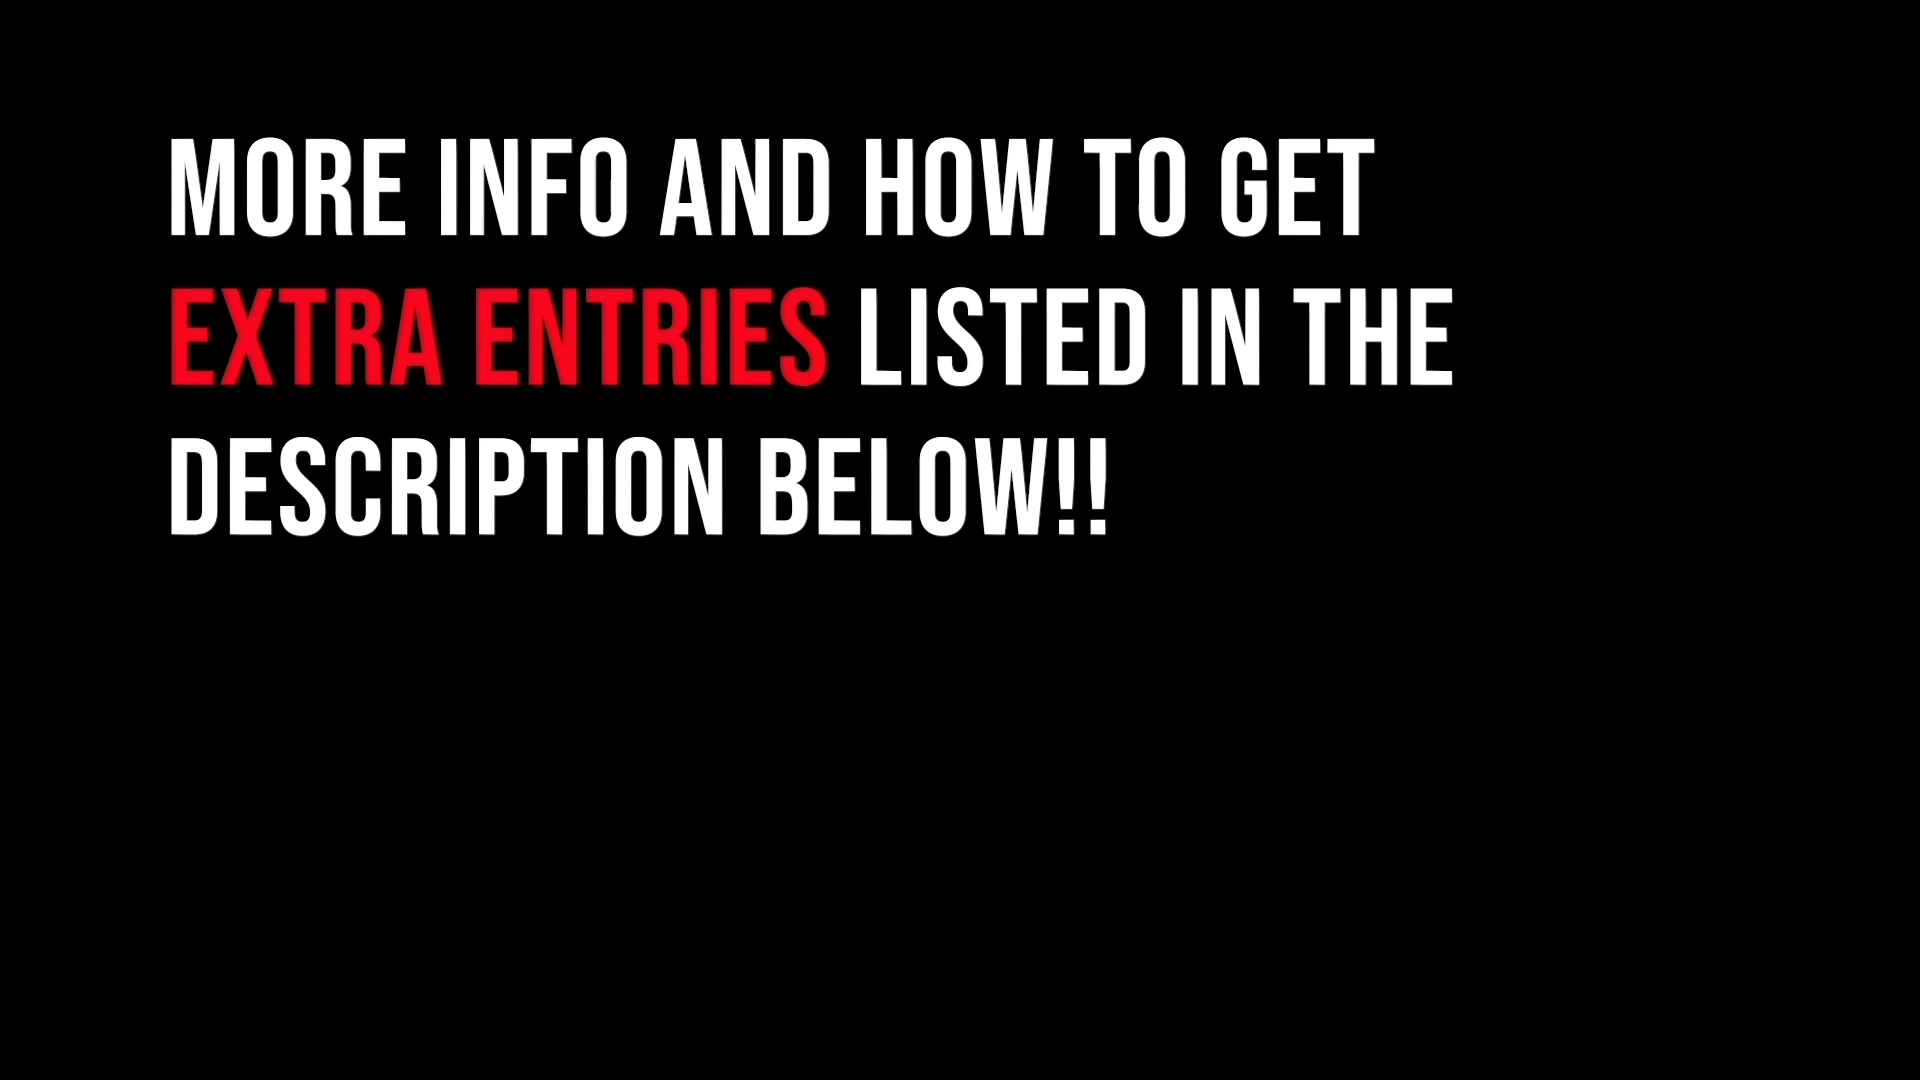 MORE INFO AND HOW TO GET
EXTRA ENTRIES LISTED IN THE
DESCRIPTION BELOW!!